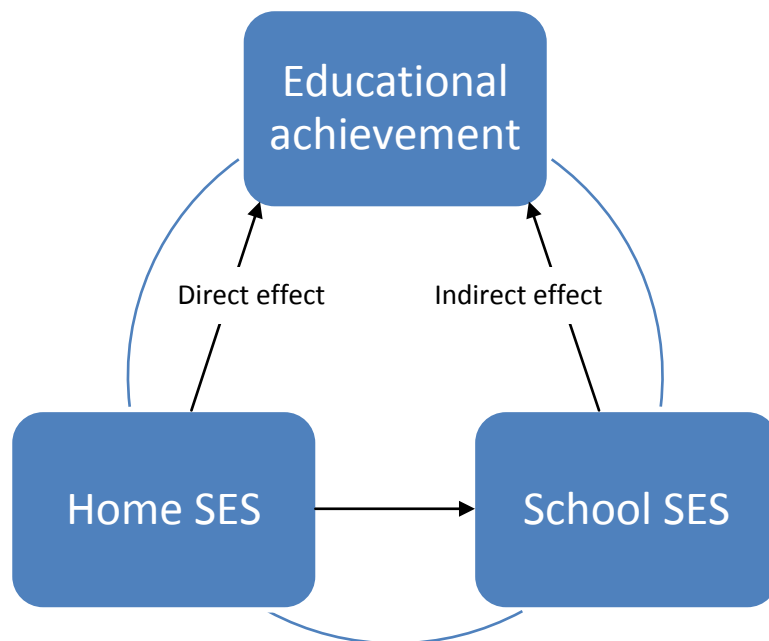 Educational
achievement
Direct effect
Indirect effect
Home SES
School SES